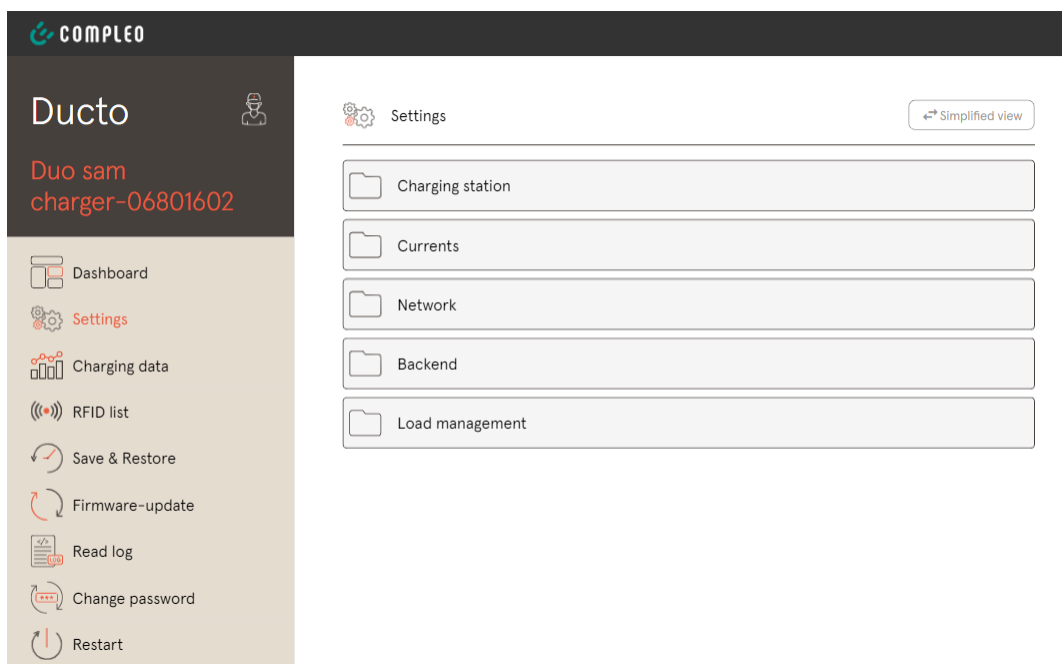 COMPLEO
Ducto
Duo sam
charger-06801602
Dashboard
Settings
Charging data
RFID list
Save & Restore
Firmware-update
Read log
Change password
Restart
Settings
Simplified view
Charging station
Currents
Network
Backend
Load management